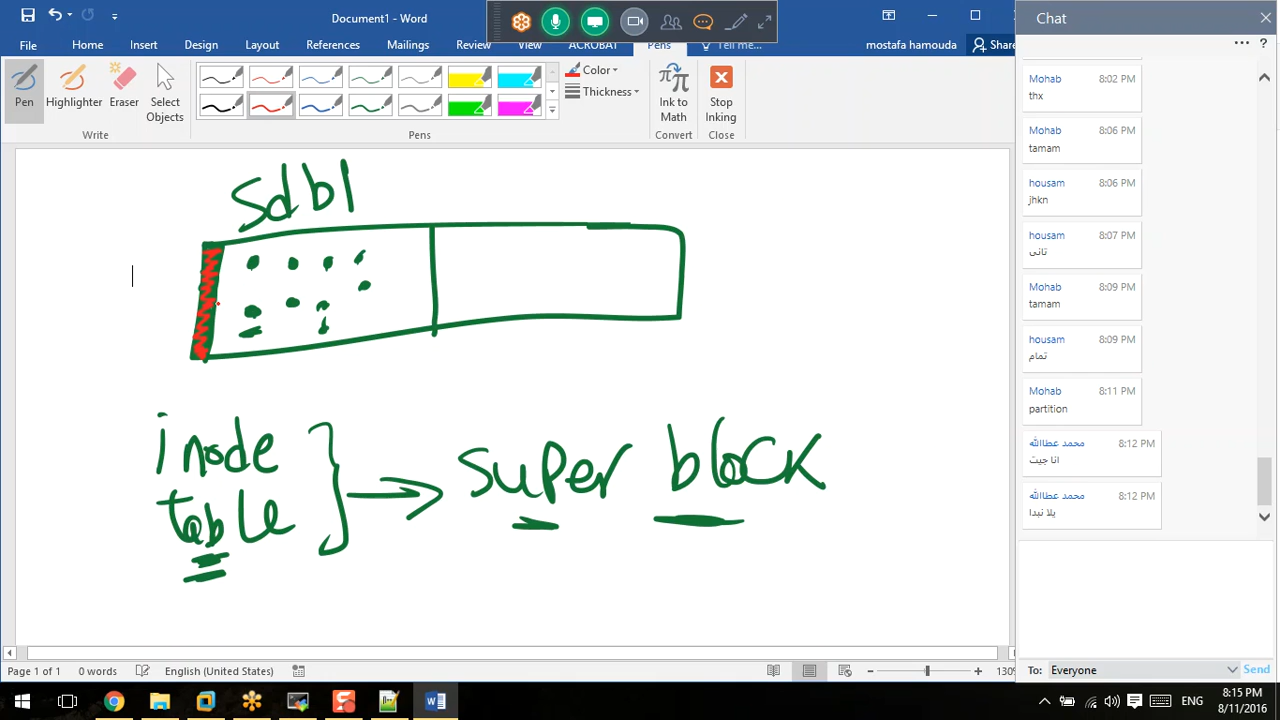 Document1 - Word
File
Home
Insert
Design
Layout
References
Mailings
Review
View
ACROBAT
Pens
Tell me...
mostafa hamouda
Share
Pen
Highlighter
Eraser
Select Objects
Color
Thickness
Ink to Math
Stop Inking
Write
Pens
Convert
Close
sdb1
inode
table
super block
Chat
Mohab 8:02 PM
thx
Mohab 8:06 PM
tamam
housam 8:06 PM
jhkn
housam 8:07 PM
تانى
Mohab 8:09 PM
tamam
housam 8:09 PM
تمام
Mohab 8:11 PM
partition
محمد عطاالله 8:12 PM
انا جيت
محمد عطاالله 8:12 PM
يلا نبدا
To: Everyone Send
Page 1 of 1 0 words English (United States) 130%
ENG
8:15 PM
8/11/2016